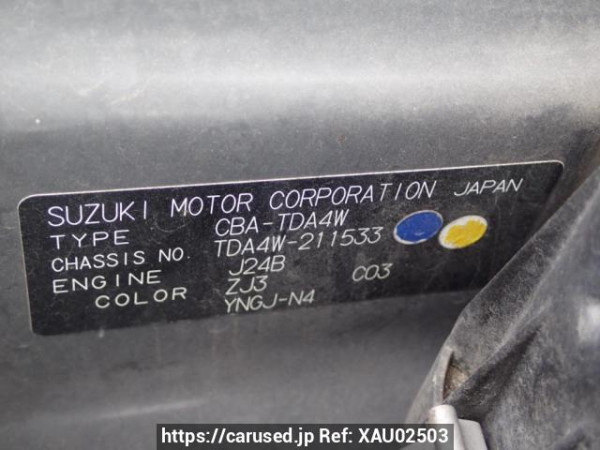 SUZUKI MOTOR CORPORATION JAPAN
TYPE CBA-TDA4W
CHASSIS NO. TDA4W-211533
ENGINE J24B
COLOR ZJ3 C03
YNGJ-N4
https://carused.jp Ref: XAU02503